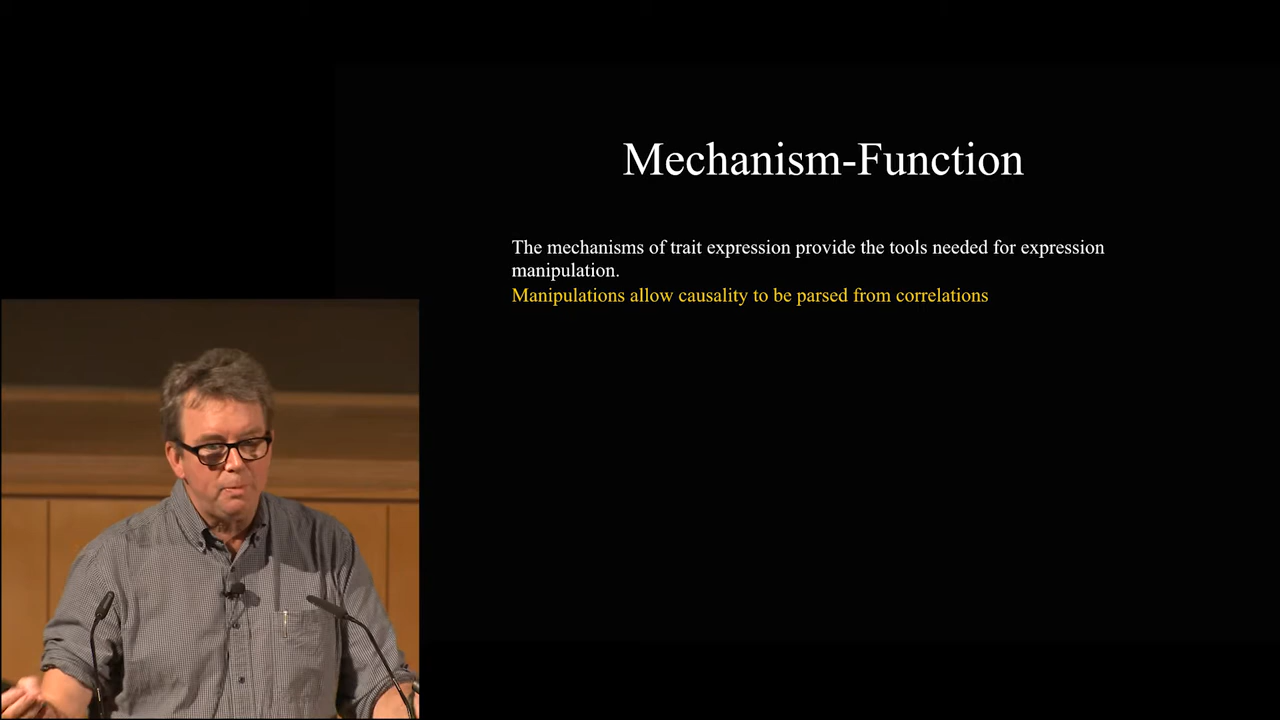 Mechanism-Function
The mechanisms of trait expression provide the tools needed for expression
manipulation.
Manipulations allow causality to be parsed from correlations